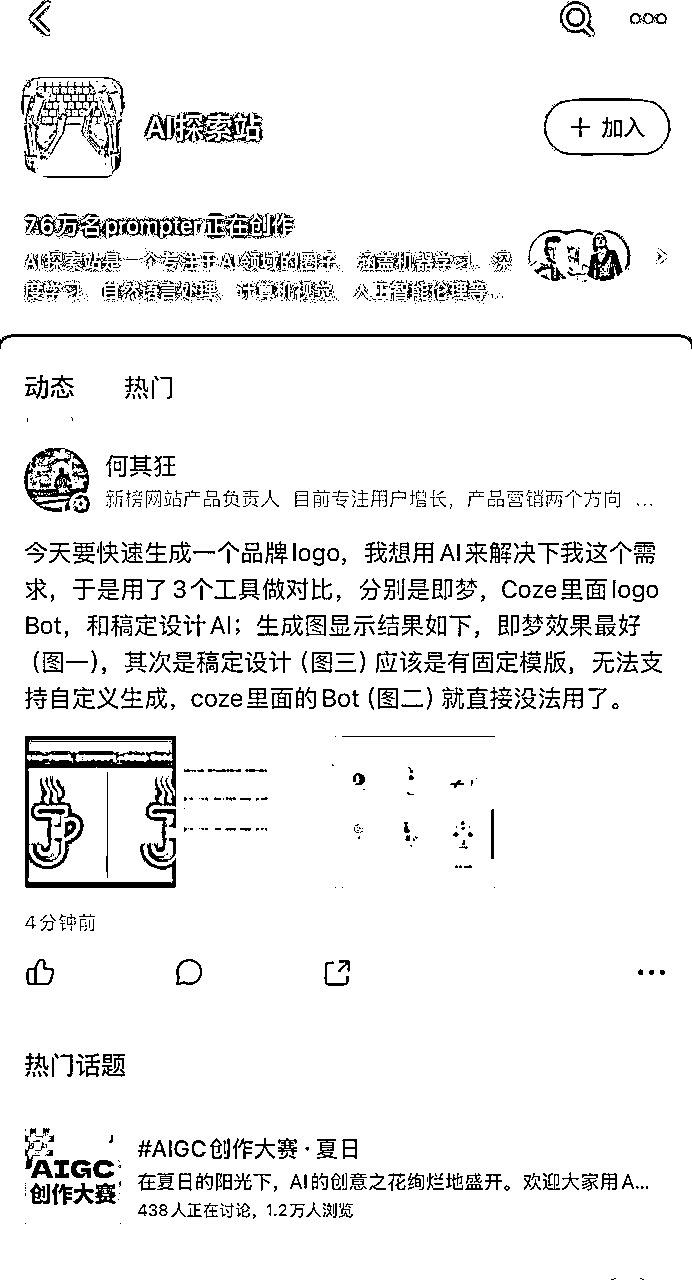 AI探索站
加入
7.6万名prompter正在创作
AI探索站是一个专注于AI领域的圈子、涵盖机器学习、深
度学习、自然语言处理、计算机视觉、人工智能伦理等...
动态 热门
何其狂
新榜网站产品负责人 目前专注用户增长，产品营销两个方向 ...
今天要快速生成一个品牌logo，我想用AI来解决下我这个需
求，于是用了3个工具做对比，分别是即梦，Coze里面logo
Bot，和稿定设计AI；生成图显示结果如下，即梦效果最好
（图一），其次是稿定设计（图三）应该是有固定模版，无法支
持自定义生成，coze里面的Bot（图二）就直接没法用了。
4分钟前
热门话题
AIGC
创作大赛
#AIGC创作大赛·夏日
在夏日的阳光下，AI的创意之花绚烂地盛开。欢迎大家用A...
438人正在讨论，1.2万人浏览